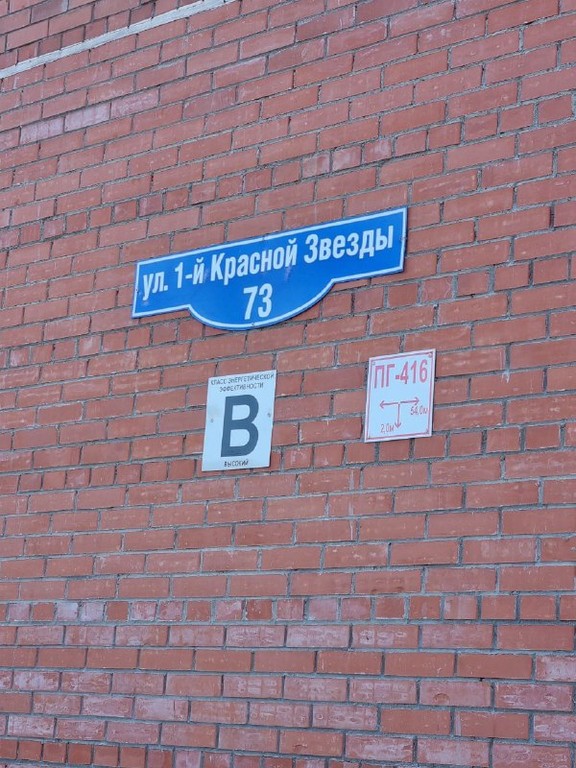 ул. 1-й Красной Звезды
73
КЛАСС ЭНЕРГЕТИЧЕСКОЙ
ЭФФЕКТИВНОСТИ
B
ВЫСОКИЙ
ПГ-416
54,0м
2,0м